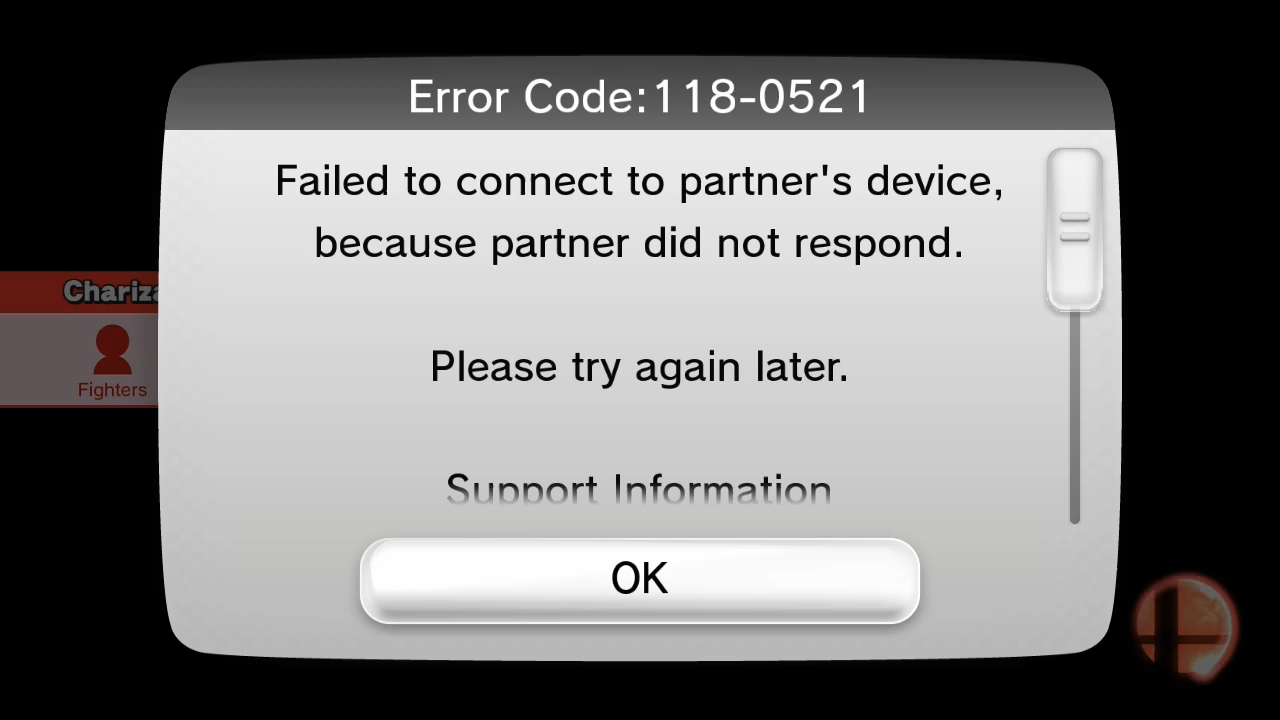 Error Code:118-0521
Failed to connect to partner's device,
because partner did not respond.
Please try again later.
Support Information
OK
Chariza
Fighters